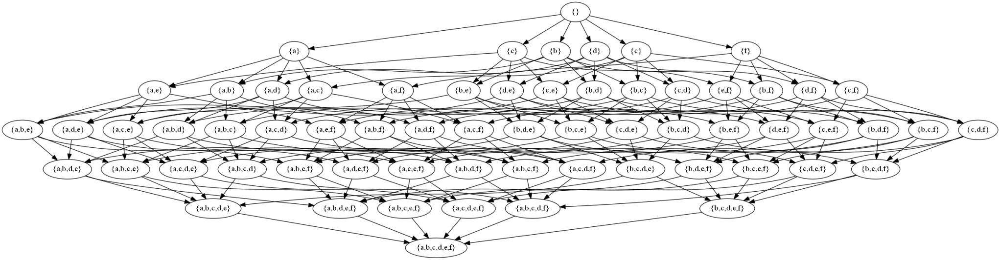 {}
{a} {e} {b} {d} {c} {f}
{a,e} {a,b} {a,d} {a,c} {a,f} {b,e} {d,e} {c,e} {b,d} {b,c} {c,d} {e,f} {b,f} {d,f} {c,f}
{a,b,e} {a,d,e} {a,c,e} {a,b,d} {a,b,c} {a,c,d} {a,e,f} {a,b,f} {a,d,f} {a,c,f} {b,d,e} {b,c,e} {c,d,e} {b,c,d} {b,e,f} {d,e,f} {c,e,f} {b,d,f} {b,c,f} {c,d,f}
{a,b,d,e} {a,b,c,e} {a,c,d,e} {a,b,c,d} {a,b,e,f} {a,d,e,f} {a,c,e,f} {a,b,d,f} {a,b,c,f} {a,c,d,f} {b,c,d,e} {b,d,e,f} {b,c,e,f} {c,d,e,f} {b,c,d,f}
{a,b,c,d,e} {a,b,d,e,f} {a,b,c,e,f} {a,c,d,e,f} {a,b,c,d,f} {b,c,d,e,f}
{a,b,c,d,e,f}